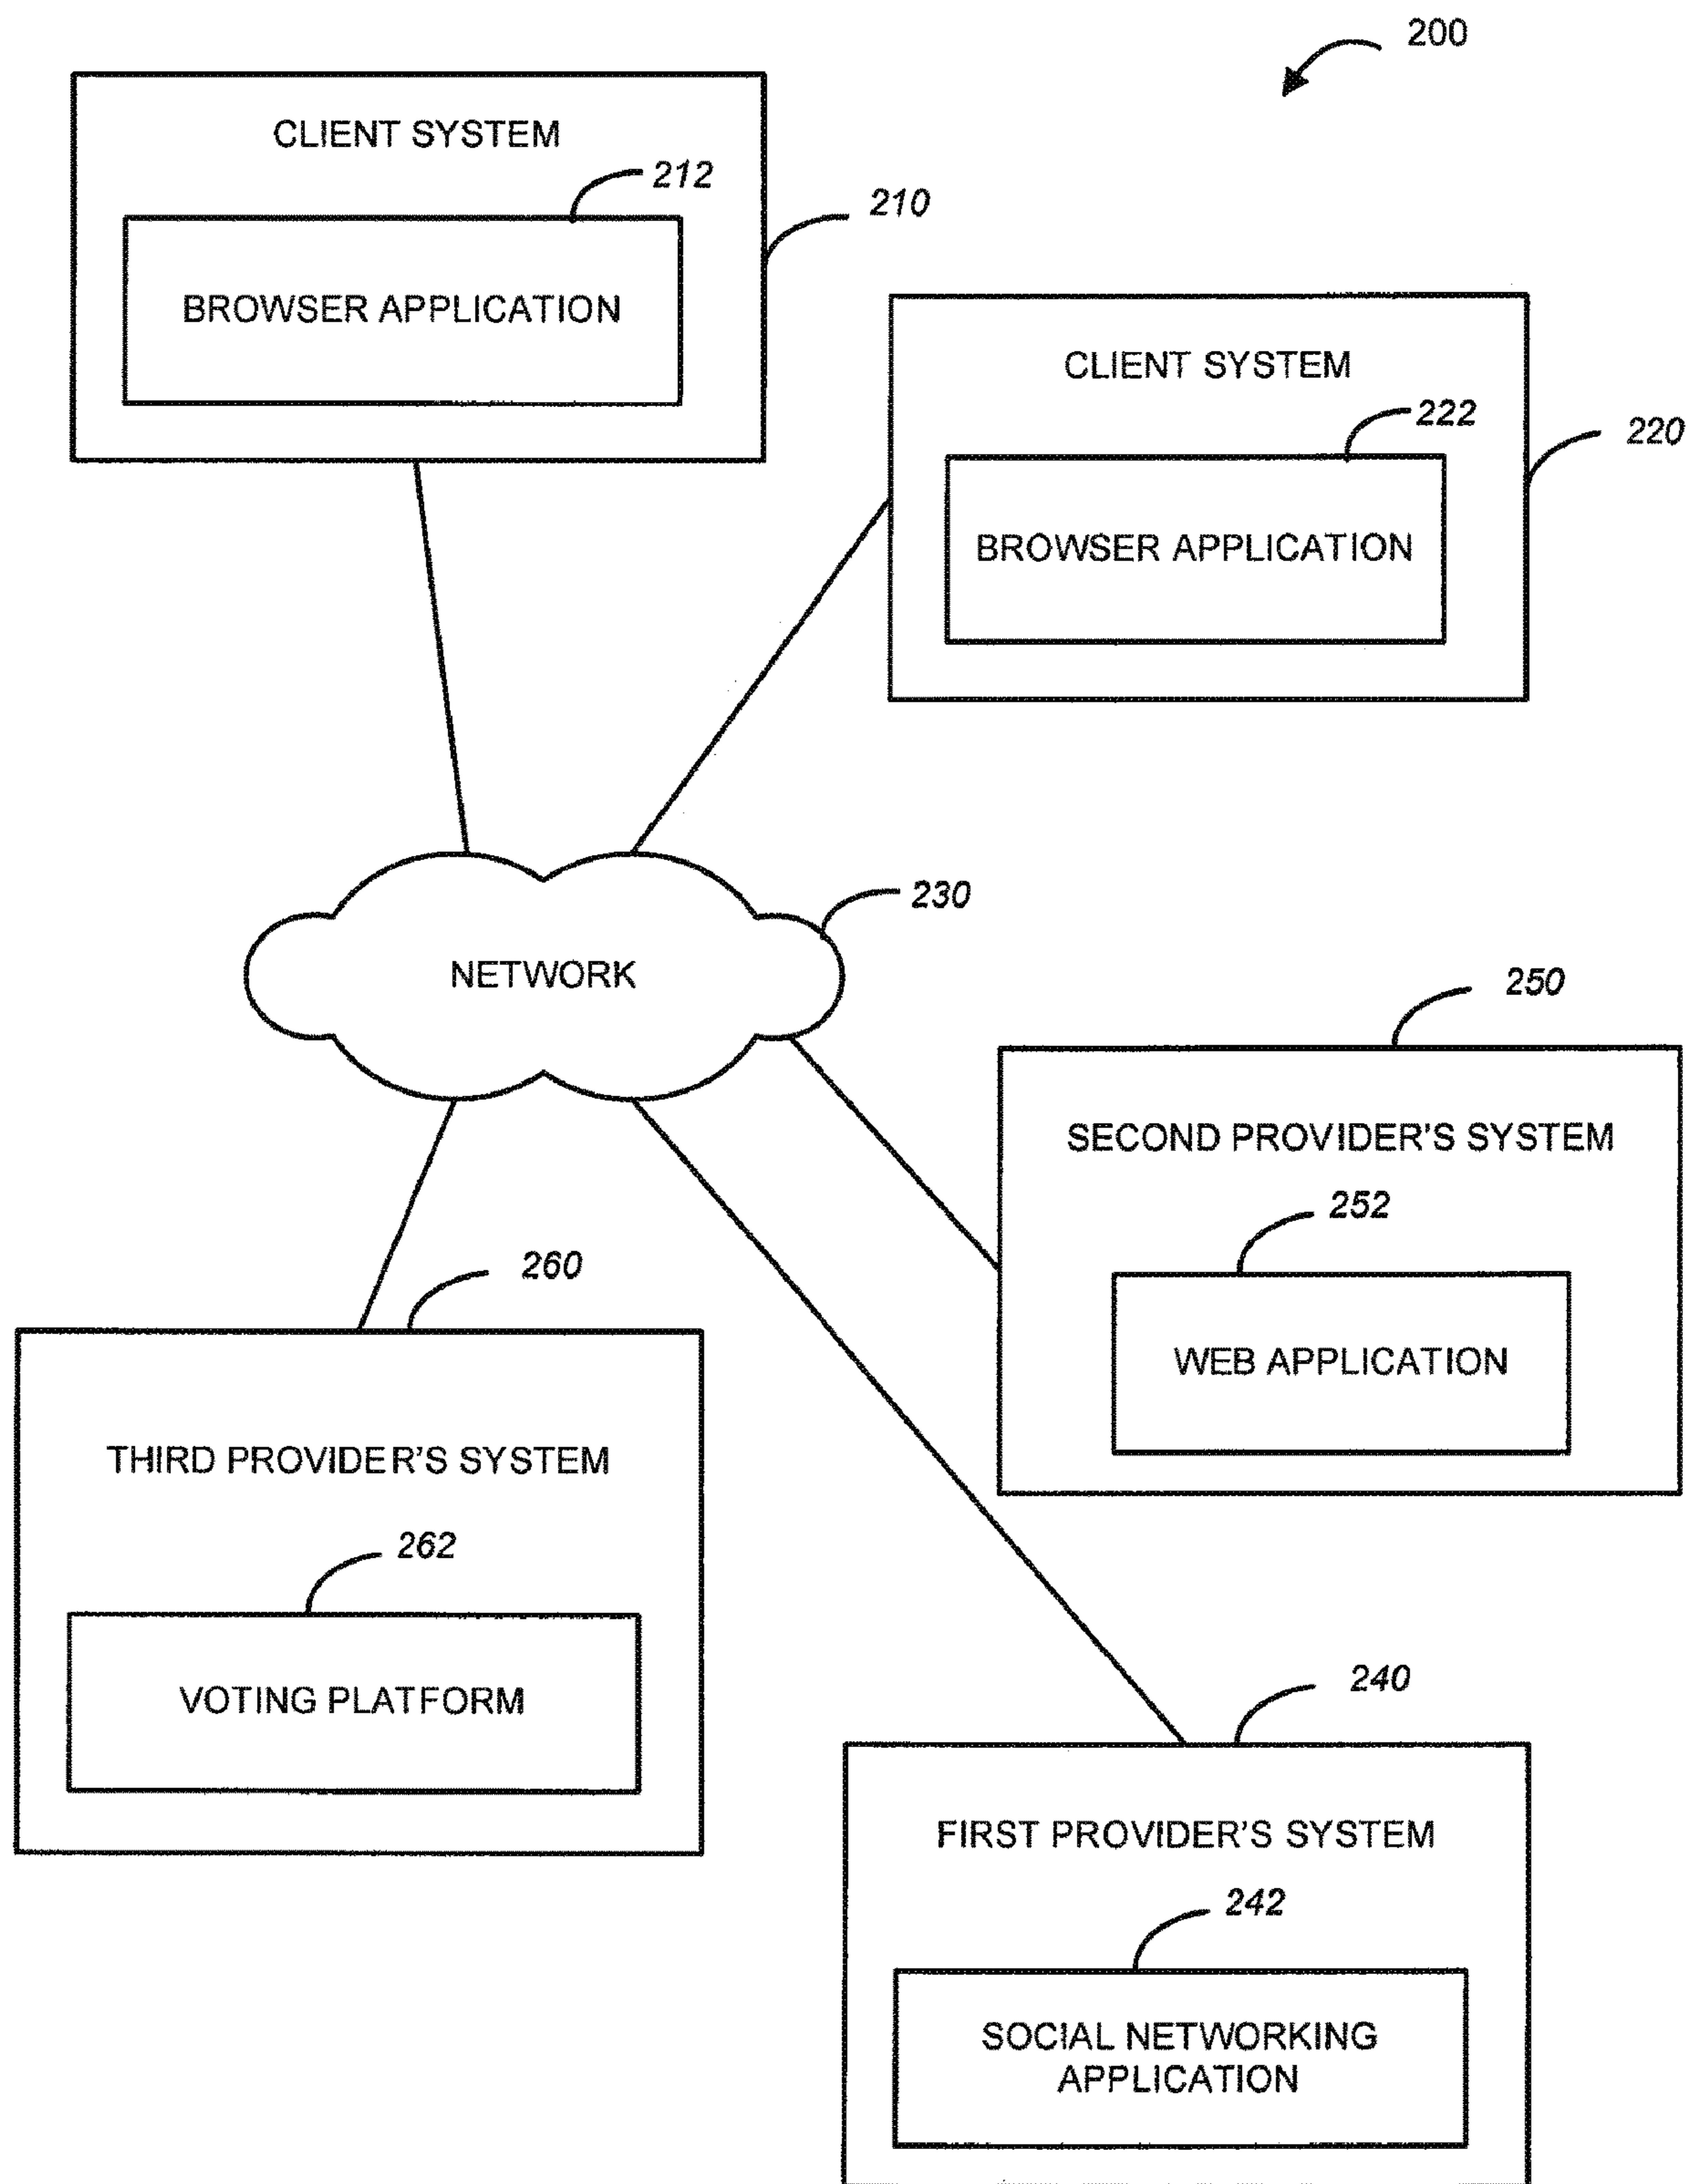 200
CLIENT SYSTEM
212
210
BROWSER APPLICATION
CLIENT SYSTEM
222
220
BROWSER APPLICATION
230
NETWORK
250
SECOND PROVIDER'S SYSTEM
252
WEB APPLICATION
260
THIRD PROVIDER'S SYSTEM
262
VOTING PLATFORM
240
FIRST PROVIDER'S SYSTEM
242
SOCIAL NETWORKING
APPLICATION